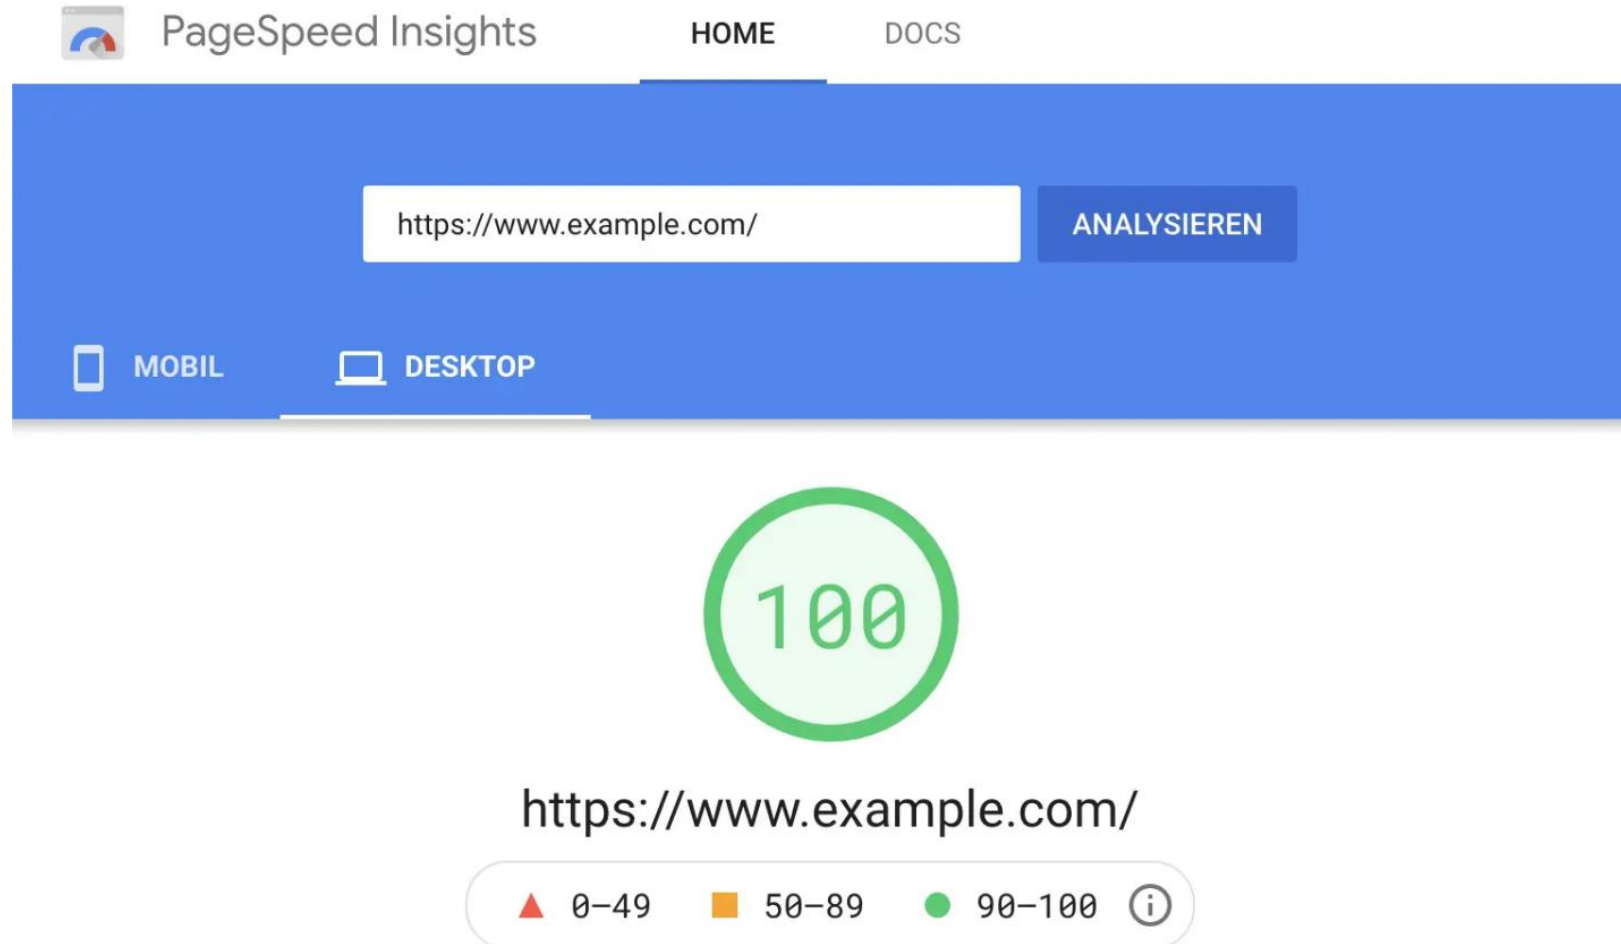 PageSpeed Insights HOME DOCS
https://www.example.com/ ANALYSIEREN
MOBIL DESKTOP
100
https://www.example.com/
0–49 50–89 90–100